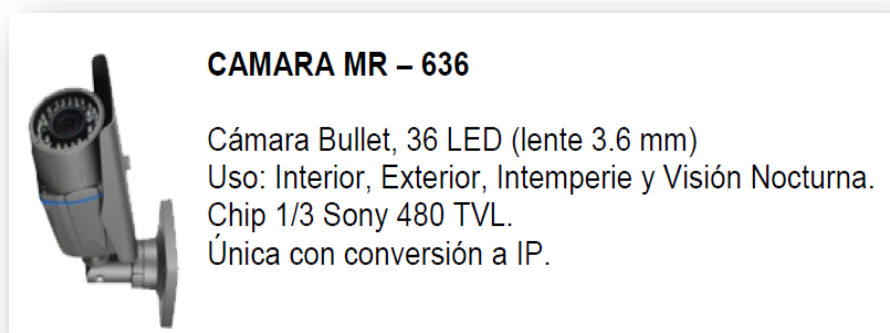 CAMARA MR – 636
Cámara Bullet, 36 LED (lente 3.6 mm)
Uso: Interior, Exterior, Intemperie y Visión Nocturna.
Chip 1/3 Sony 480 TVL.
Única con conversión a IP.